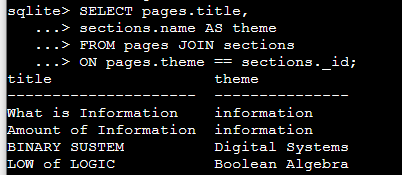 sqlite> SELECT pages.title,
   ...> sections.name AS theme
   ...> FROM pages JOIN sections
   ...> ON pages.theme == sections._id;
title                 theme
--------------------  ---------------
What is Information   information
Amount of Information information
BINARY SUSTEM         Digital Systems
LOW of LOGIC          Boolean Algebra